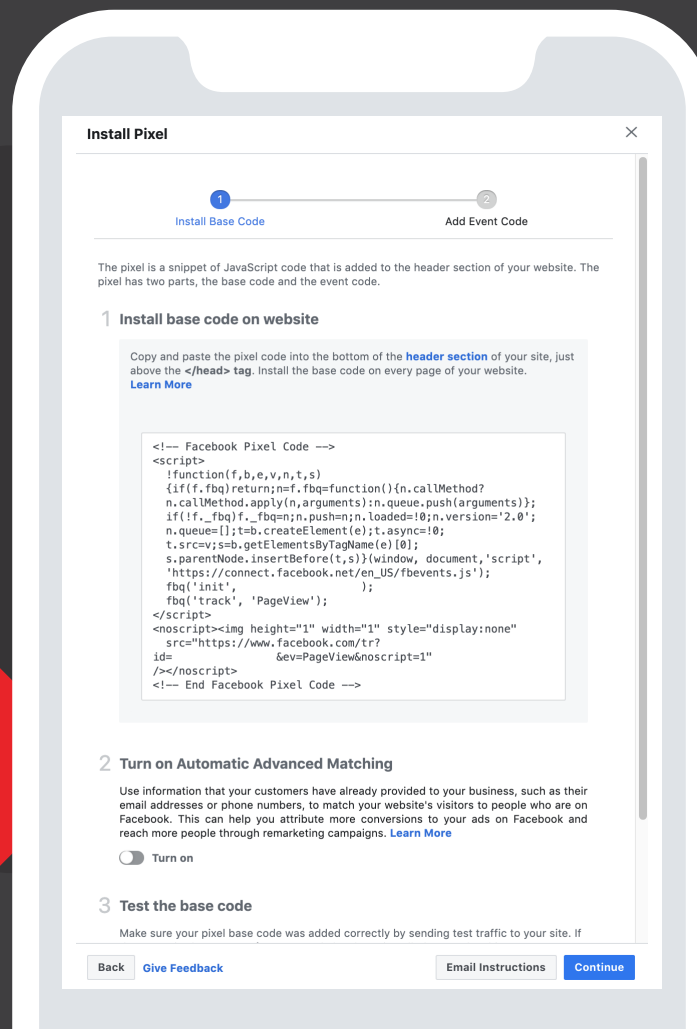 Install Pixel
1
2
Install Base Code
Add Event Code
The pixel is a snippet of JavaScript code that is added to the header section of your website. The
pixel has two parts, the base code and the event code.
1 Install base code on website
Copy and paste the pixel code into the bottom of the header section of your site, just
above the </head> tag. Install the base code on every page of your website.
Learn More
<!-- Facebook Pixel Code -->
<script>
!function(f,b,e,v,n,t,s)
{if(f.fbq)return;n=f.fbq=function(){n.callMethod?
n.callMethod.apply(n,arguments):n.queue.push(arguments)};
if(!f._fbq)f._fbq=n;n.push=n;n.loaded=!0;n.version='2.0';
n.queue=[];t=b.createElement(e);t.async=!0;
t.src=v;s=b.getElementsByTagName(e)[0];
s.parentNode.insertBefore(t,s)}(window, document,'script',
'https://connect.facebook.net/en_US/fbevents.js');
fbq('init', );
fbq('track', 'PageView');
</script>
<noscript><img height="1" width="1" style="display:none"
src="https://www.facebook.com/tr?
id= &ev=PageView&noscript=1"
/></noscript>
<!-- End Facebook Pixel Code -->
2 Turn on Automatic Advanced Matching
Use information that your customers have already provided to your business, such as their
email addresses or phone numbers, to match your website's visitors to people who are on
Facebook. This can help you attribute more conversions to your ads on Facebook and
reach more people through remarketing campaigns. Learn More
Turn on
3 Test the base code
Make sure your pixel base code was added correctly by sending test traffic to your site. If
Back
Give Feedback
Email Instructions
Continue